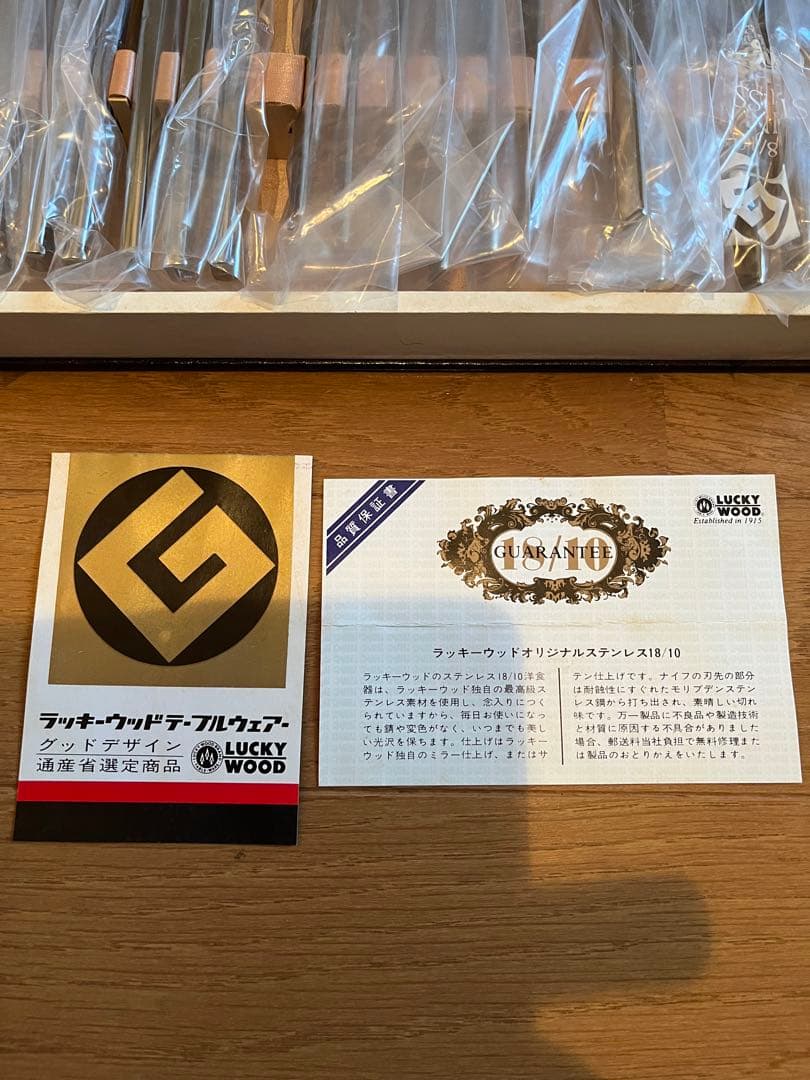 ラッキーウッドテーブルウェアー
グッドデザイン
通産省選定商品
LUCKY
WOOD
品質保証書
18/10
GUARANTEE
LUCKY
WOOD®
Established in 1915
ラッキーウッドオリジナルステンレス18/10
ラッキーウッドのステンレス18/10洋食
器は、ラッキーウッド独自の最高級ス
テンレス素材を使用し、念入りにつく
られていますから、毎日お使いになっ
ても錆や変色がなく、いつまでも美し
い光沢を保ちます。仕上げはラッキー
ウッド独自のミラー仕上げ、またはサ
テン仕上げです。ナイフの刃先の部分
は耐蝕性にすぐれたモリブデンステン
レス鋼から打ち出され、素晴しい切れ
味です。万一製品に不良品や製造技術
と材質に原因する不具合がありました
場合、郵送料当社負担で無料修理また
は製品のおとりかえをいたします。